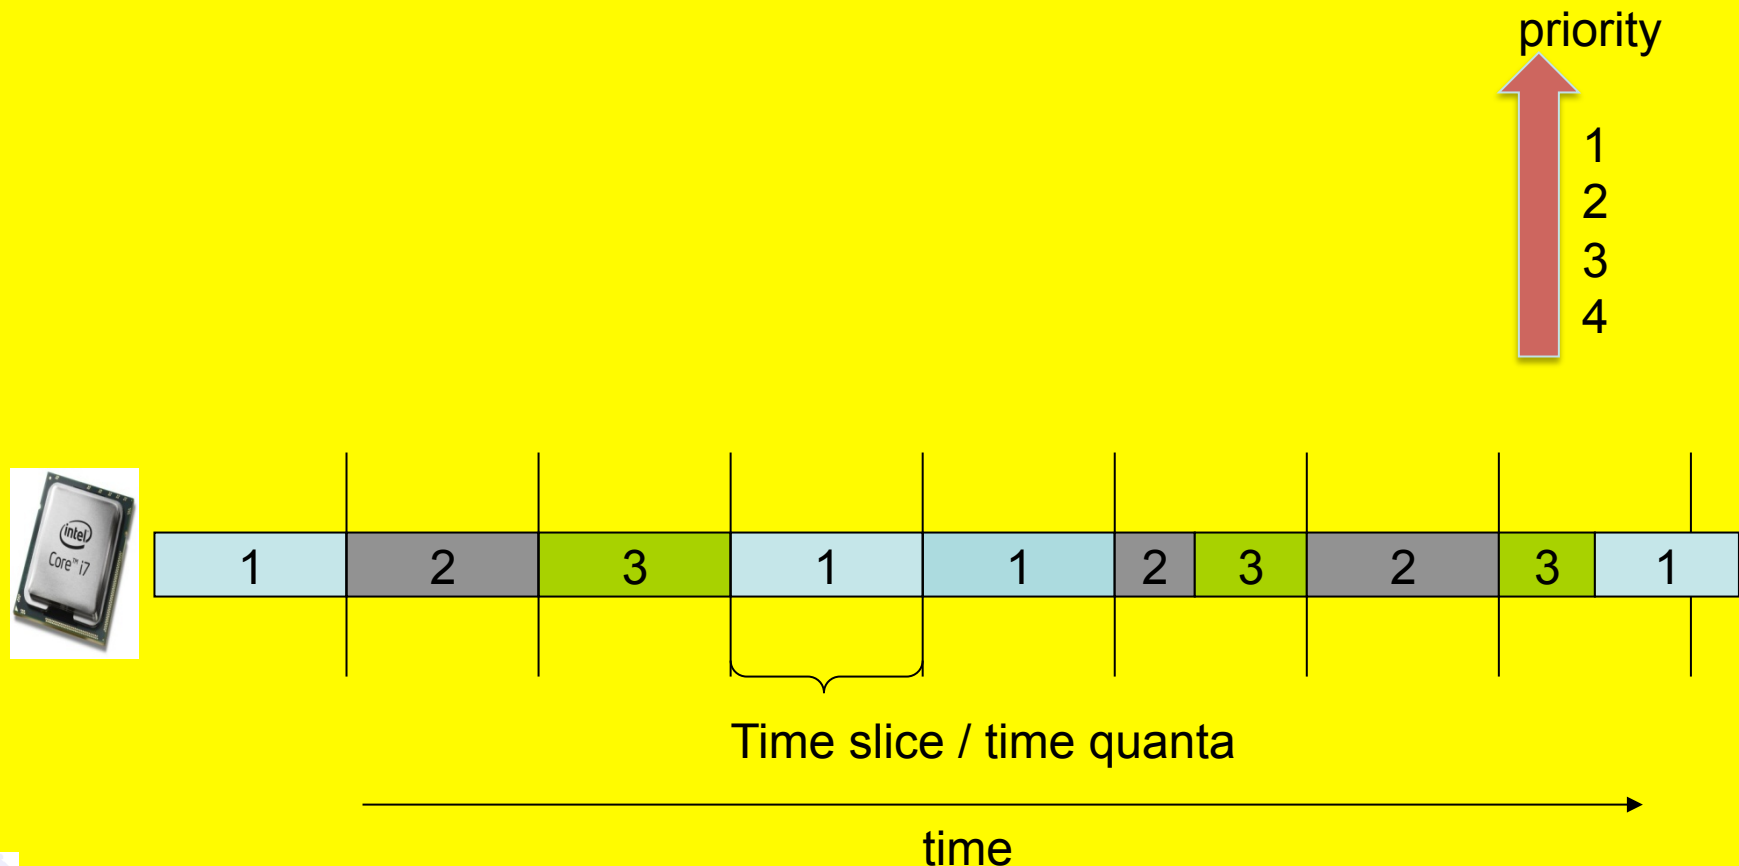 priority
1
2
3
4
intel
Core™ i7
1 2 3 1 1 2 3 2 3 1
Time slice / time quanta
time